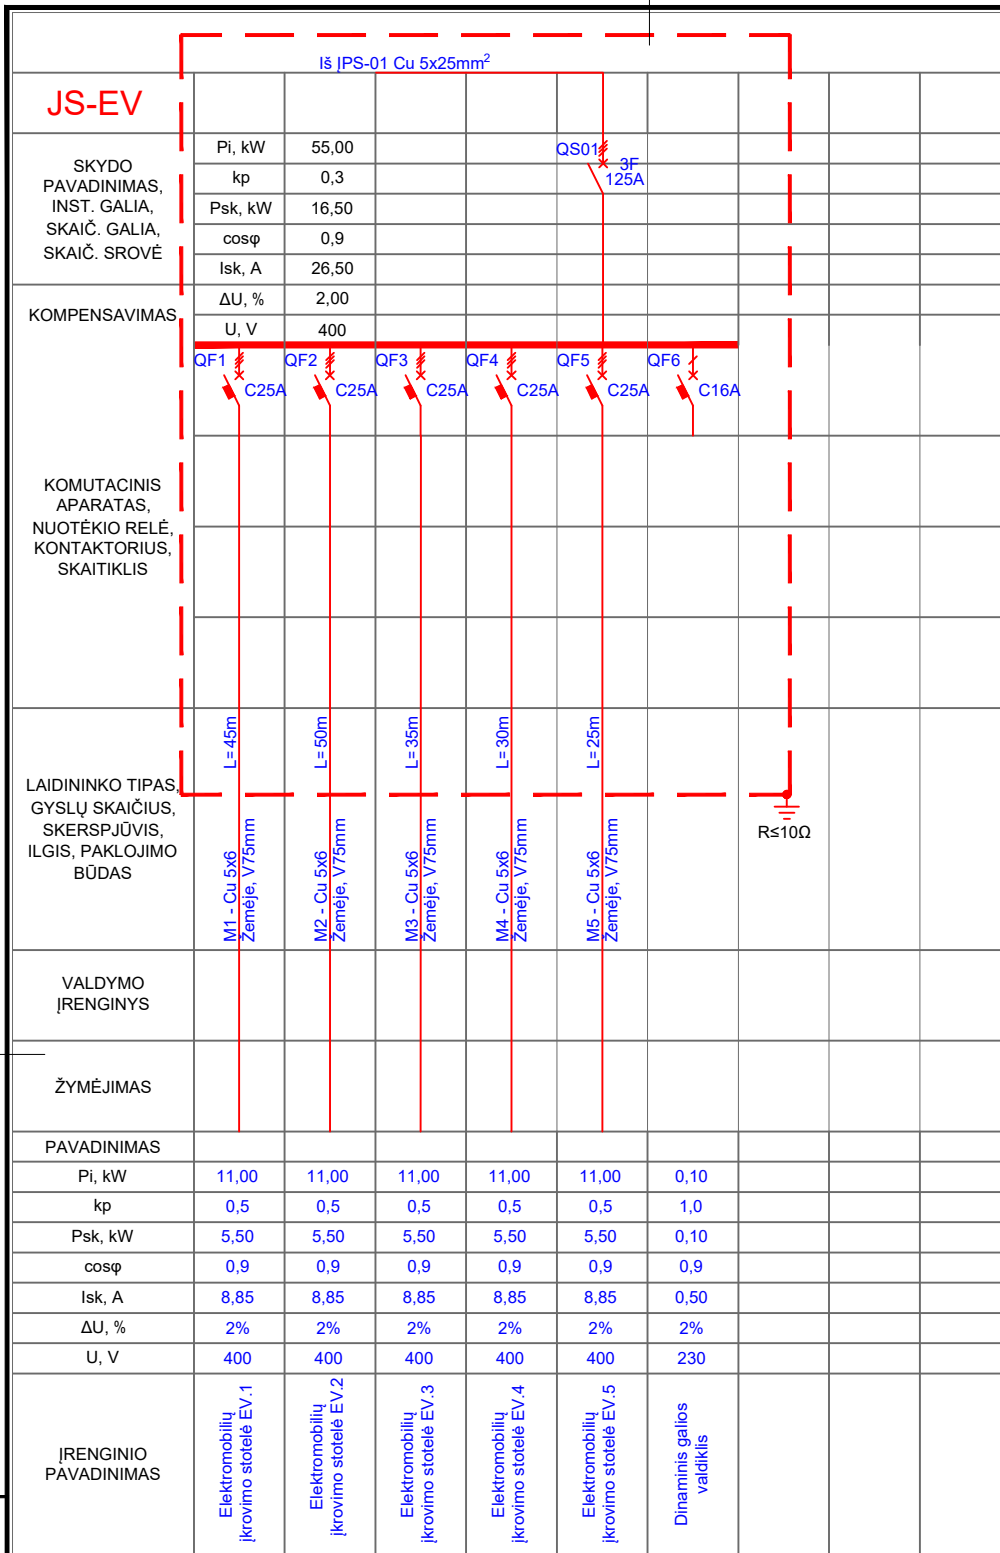 Iš ĮPS-01 Cu 5x25mm²
JS-EV
SKYDO
PAVADINIMAS,
INST. GALIA,
SKAIČ. GALIA,
SKAIČ. SROVĖ
Pi, kW 55,00
kp 0,3
Psk, kW 16,50
cosφ 0,9
Isk, A 26,50
QS01
3F
125A
KOMPENSAVIMAS
ΔU, % 2,00
U, V 400
QF1 QF2 QF3 QF4 QF5 QF6
C25A C25A C25A C25A C25A C16A
KOMUTACINIS
APARATAS,
NUOTĖKIO RELĖ,
KONTAKTORIUS,
SKAITIKLIS
LAIDININKO TIPAS,
GYSLŲ SKAIČIUS,
SKERSPJŪVIS,
ILGIS, PAKLOJIMO
BŪDAS
L=45m
M1 - Cu 5x6
Žemėje, V75mm
L=50m
M2 - Cu 5x6
Žemėje, V75mm
L=35m
M3 - Cu 5x6
Žemėje, V75mm
L=30m
M4 - Cu 5x6
Žemėje, V75mm
L=25m
M5 - Cu 5x6
Žemėje, V75mm
R≤10Ω
VALDYMO
ĮRENGINYS
ŽYMĖJIMAS
PAVADINIMAS
Pi, kW 11,00 11,00 11,00 11,00 11,00 0,10
kp 0,5 0,5 0,5 0,5 0,5 1,0
Psk, kW 5,50 5,50 5,50 5,50 5,50 0,10
cosφ 0,9 0,9 0,9 0,9 0,9 0,9
Isk, A 8,85 8,85 8,85 8,85 8,85 0,50
ΔU, % 2% 2% 2% 2% 2% 2%
U, V 400 400 400 400 400 230
ĮRENGINIO
PAVADINIMAS
Elektromobilių
įkrovimo stotelė EV.1
Elektromobilių
įkrovimo stotelė EV.2
Elektromobilių
įkrovimo stotelė EV.3
Elektromobilių
įkrovimo stotelė EV.4
Elektromobilių
įkrovimo stotelė EV.5
Dinaminis galios
valdiklis